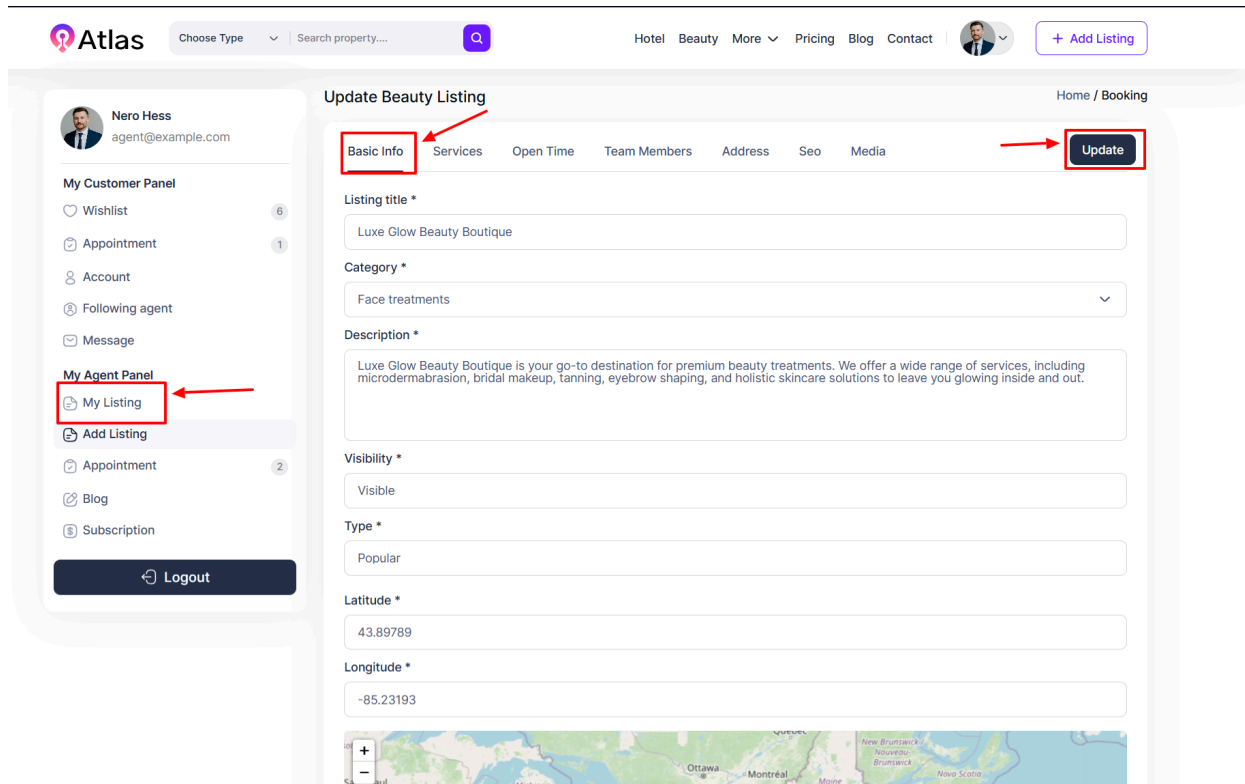 Atlas
Choose Type
Search property....
Hotel Beauty More Pricing Blog Contact
+ Add Listing
Nero Hess
agent@example.com
My Customer Panel
Wishlist 6
Appointment 1
Account
Following agent
Message
My Agent Panel
My Listing
Add Listing
Appointment 2
Blog
Subscription
Logout
Update Beauty Listing
Home / Booking
Basic Info Services Open Time Team Members Address Seo Media
Update
Listing title *
Luxe Glow Beauty Boutique
Category *
Face treatments
Description *
Luxe Glow Beauty Boutique is your go-to destination for premium beauty treatments. We offer a wide range of services, including
microdermabrasion, bridal makeup, tanning, eyebrow shaping, and holistic skincare solutions to leave you glowing inside and out.
Visibility *
Visible
Type *
Popular
Latitude *
43.89789
Longitude *
-85.23193
+
−
New Brunswick /
Nouveau-
Brunswick
Ottawa
Montréal
Maine
Nova Scotia